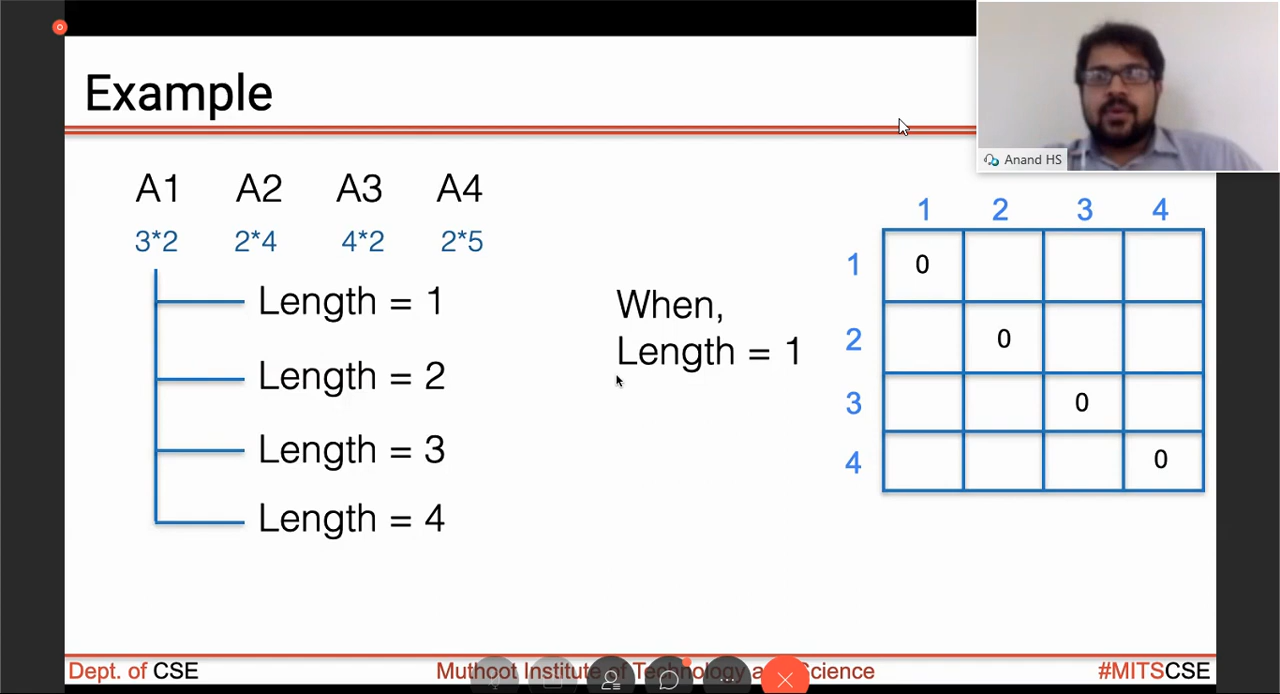 Example
Anand HS
A1 A2 A3 A4
3*2 2*4 4*2 2*5
Length = 1
Length = 2
Length = 3
Length = 4
When,
Length = 1
1 2 3 4
1 0
2 0
3 0
4 0
Dept. of CSE Muthoot Institute of Technology and Science #MITSCSE